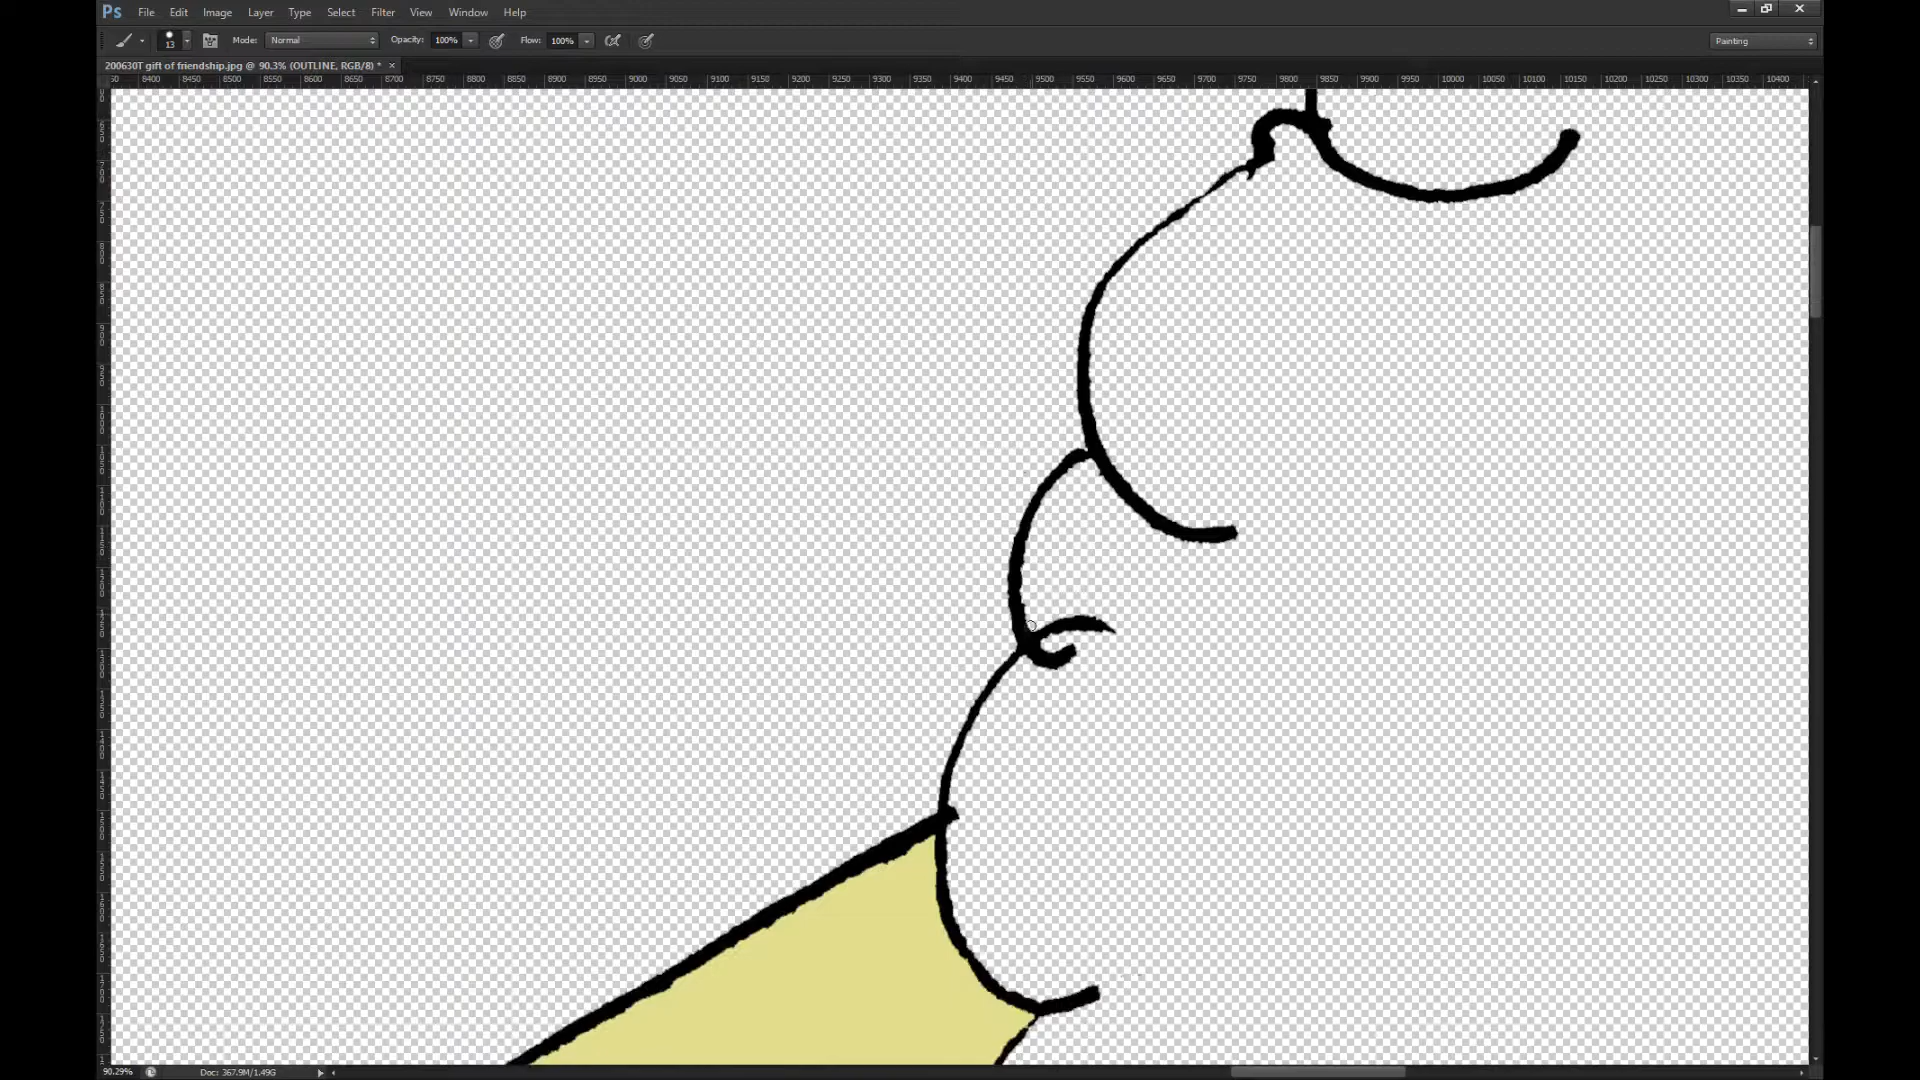 Ps File Edit Image Layer Type Select Filter View Window Help
13 Mode: Normal Opacity: 100% Flow: 100% Painting
200630T gift of friendship.jpg @ 90.3% (OUTLINE, RGB/8) * ×
8400 8450 8500 8550 8600 8650 8700 8750 8800 8850 8900 8950 9000 9050 9100 9150 9200 9250 9300 9350 9400 9450 9500 9550 9600 9650 9700 9750 9800 9850 9900 9950 10000 10050 10100 10150 10200 10250 10300 10350 10400
90.29% Doc: 367.9M/1.49G